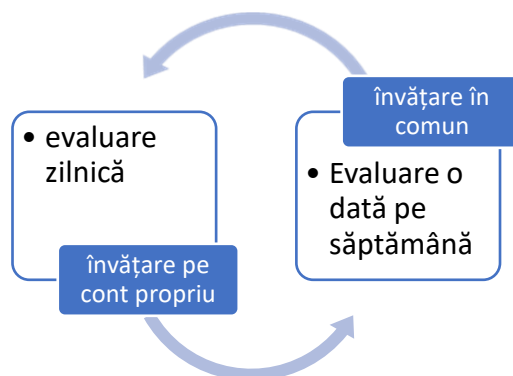 • evaluare
zilnică
învățare pe
cont propriu
învățare în
comun
• Evaluare o
dată pe
săptămână